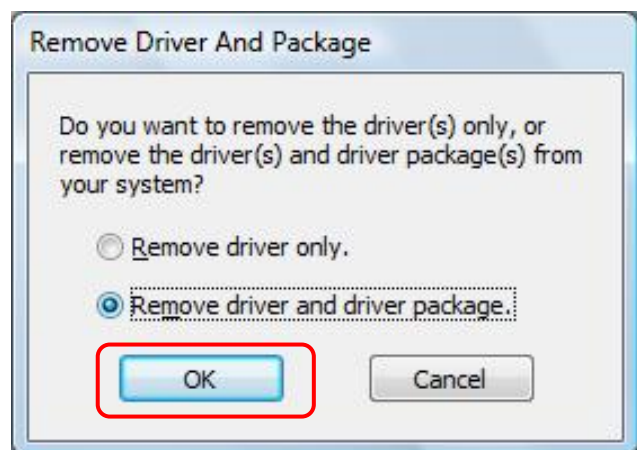 Remove Driver And Package
Do you want to remove the driver(s) only, or
remove the driver(s) and driver package(s) from
your system?
Remove driver only.
Remove driver and driver package.
OK
Cancel